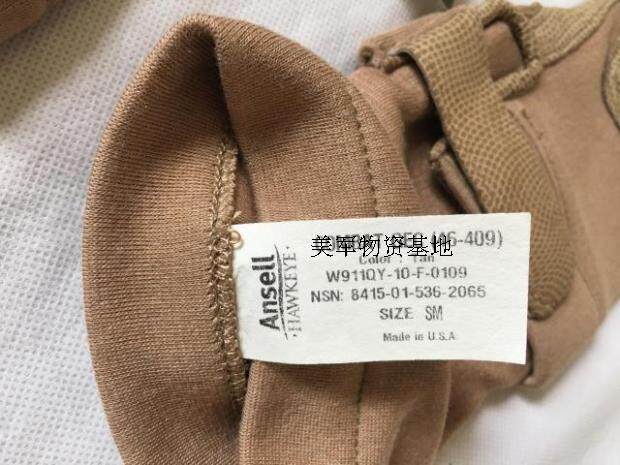 (46-409)
美军物资基地
Color : Tan
W911QY-10-F-0109
NSN: 8415-01-536-2065
SIZE SM
Made in U.S.A.
Ansell
HAWKEYE